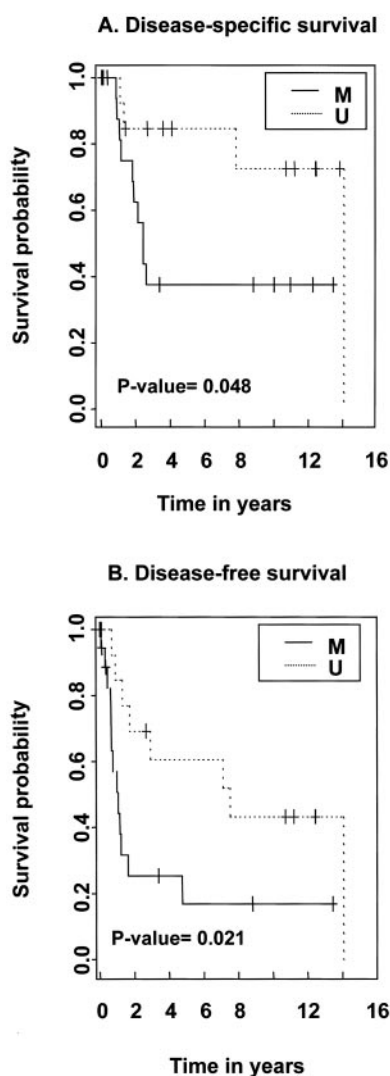 A. Disease-specific survival
M
U
1.0
0.8
0.6
0.4
0.2
0.0
Survival probability
P-value= 0.048
0 2 4 6 8 12 16
Time in years
B. Disease-free survival
M
U
1.0
0.8
0.6
0.4
0.2
0.0
Survival probability
P-value= 0.021
0 2 4 6 8 12 16
Time in years